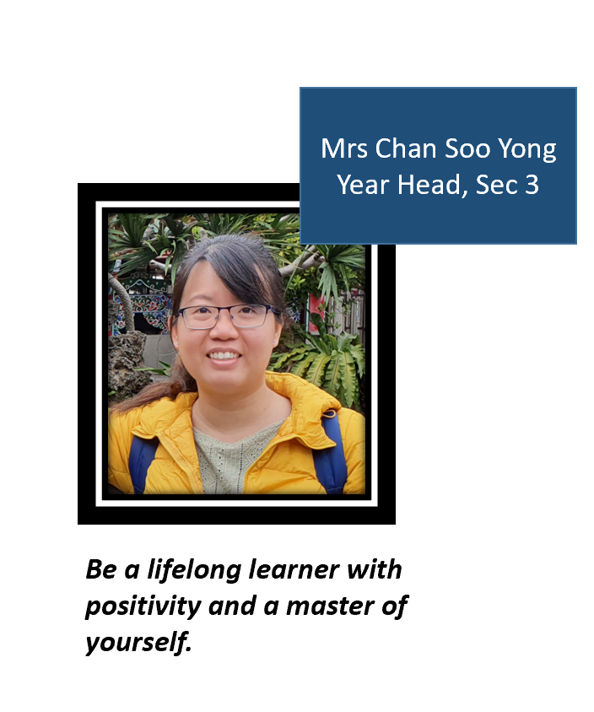 Mrs Chan Soo Yong
Year Head, Sec 3
Be a lifelong learner with
positivity and a master of
yourself.